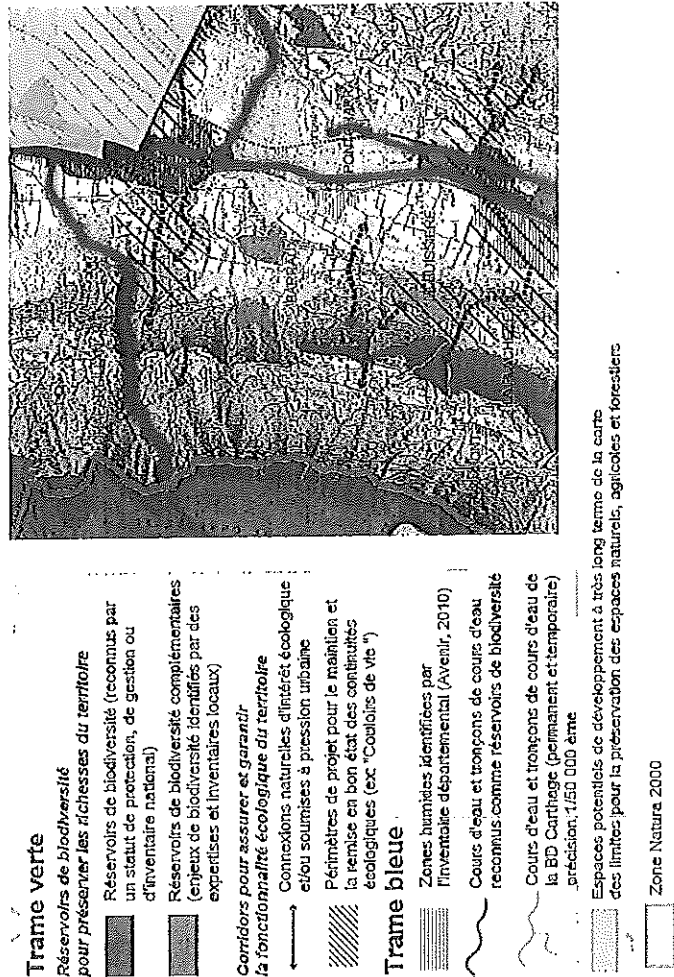 Trame verte
Réservoirs de biodiversité
pour préserver les richesses du territoire
Réservoirs de biodiversité (reconnus par
un statut de protection, de gestion ou
d'inventaire national)
Réservoirs de biodiversité complémentaires
(enjeux de biodiversité identifiés par des
expertises et inventaires locaux)
Corridors pour assurer et garantir
la fonctionnalité écologique du territoire
Connexions naturelles d'intérêt écologique
et/ou soumises à pression urbaine
Périmètres de projet pour le maintien et
la remise en bon état des continuités
écologiques (ex: "Couloirs de vie")
Trame bleue
Zones humides identifiées par
l'inventaire départemental (Avenir, 2010)
Cours d'eau et tronçons de cours d'eau
reconnus comme réservoirs de biodiversité
Cours d'eau et tronçons de cours d'eau de
la BD Carthage (permanent et temporaire)
précision 1/50 000 ème
Espaces potentiels de développement à très long terme de la carte
des limites pour la préservation des espaces naturels, agricoles et forestiers
Zone Natura 2000
BARRAUX